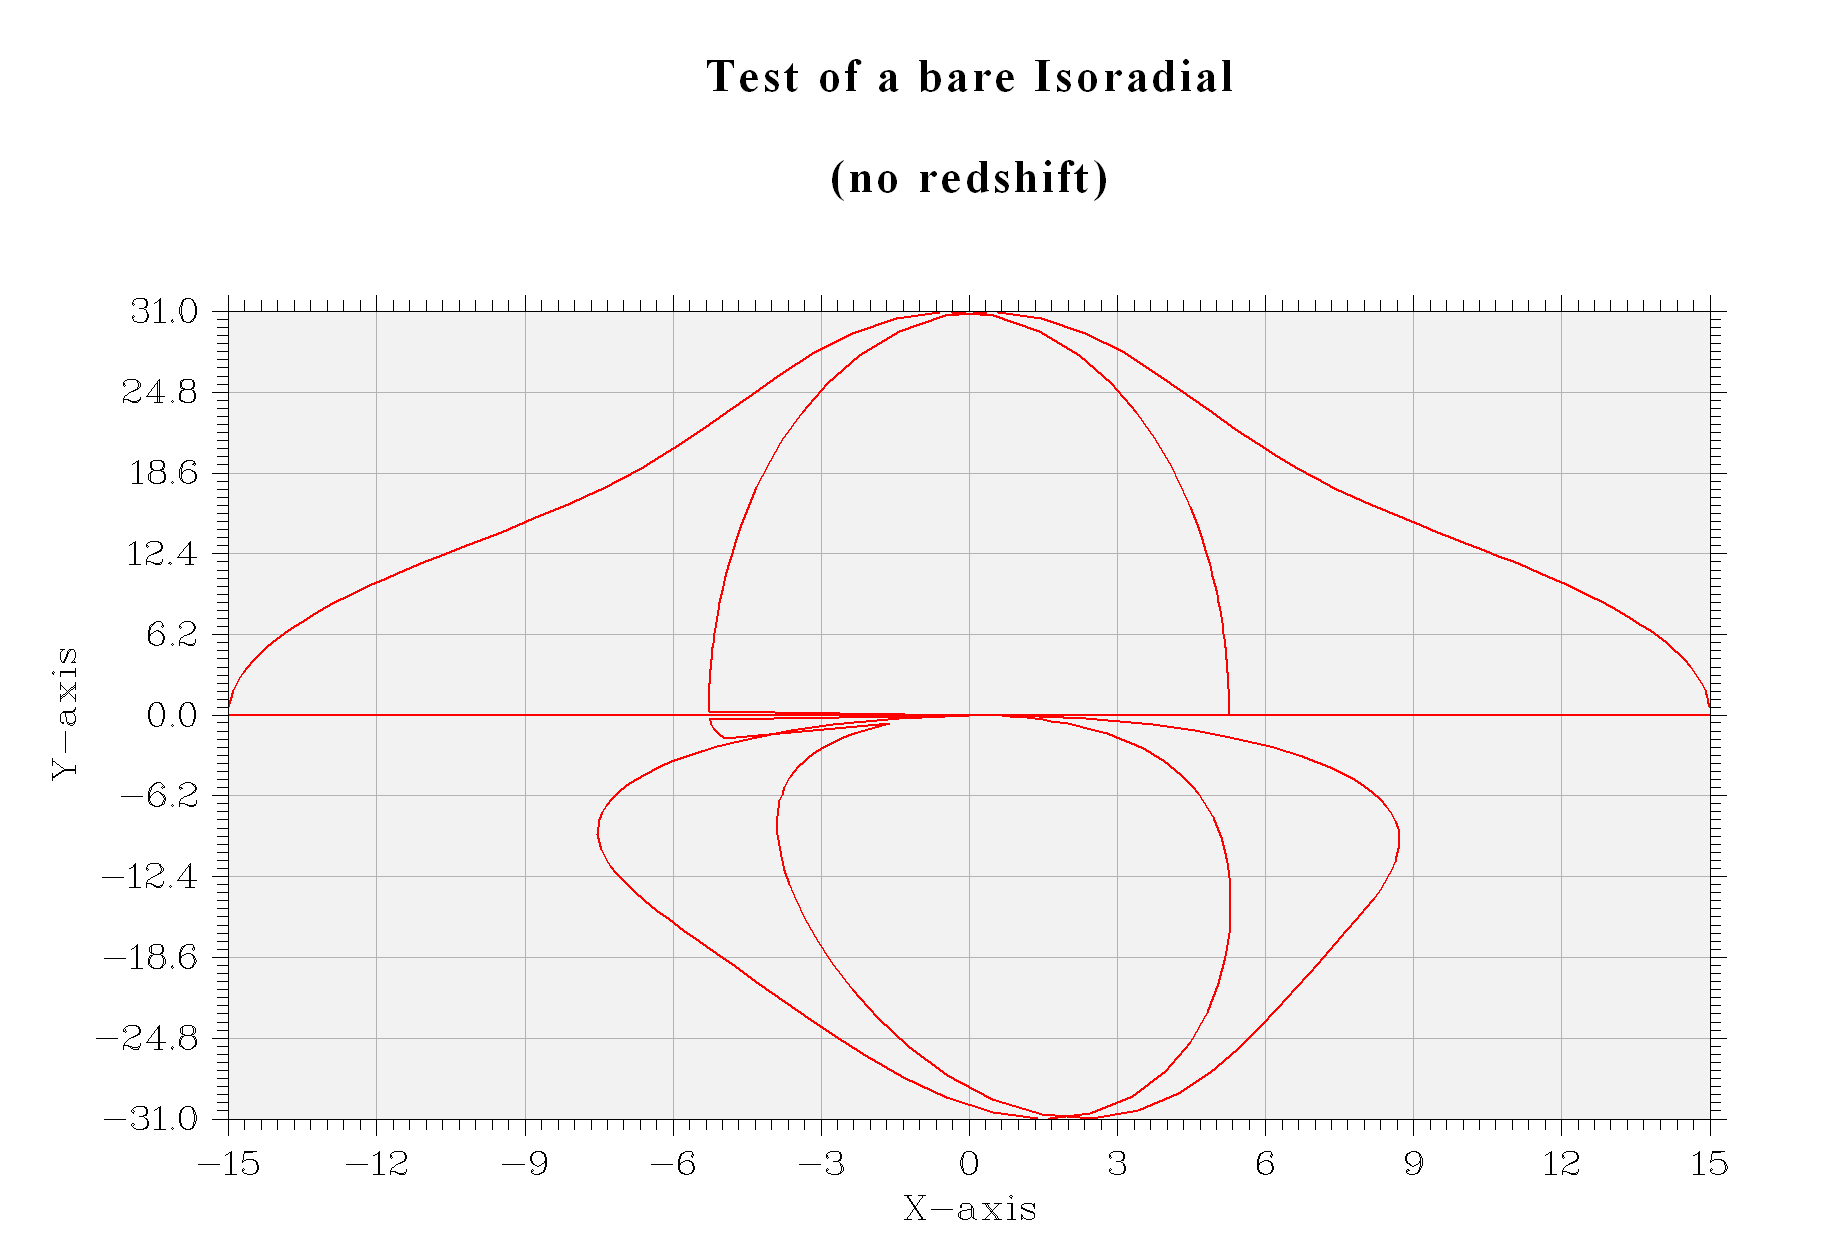 Test of a bare Isoradial
(no redshift)
31.0
24.8
18.6
12.4
6.2
0.0
−6.2
−12.4
−18.6
−24.8
−31.0
Y−axis
−15 −12 −9 −6 −3 0 3 6 9 12 15
X−axis